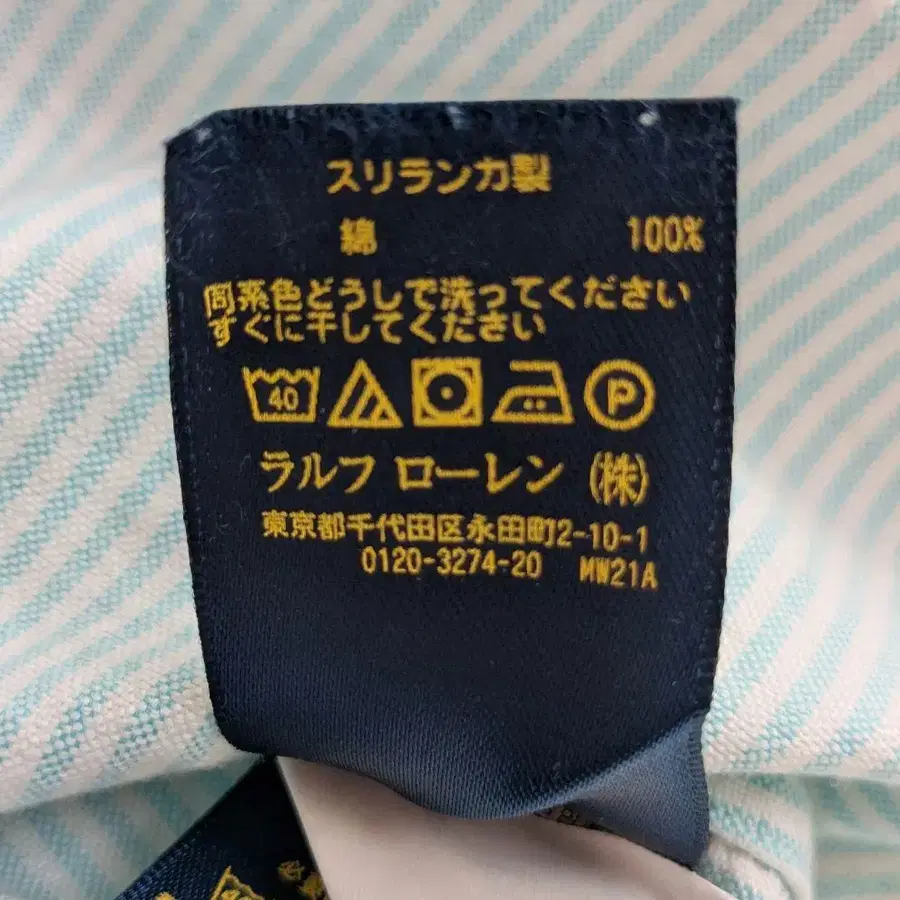 スリランカ製
綿 100%
同系色どうしで洗ってください
すぐに干してください
40 P
ラルフ ローレン (株)
東京都千代田区永田町2-10-1
0120-3274-20 MW21A